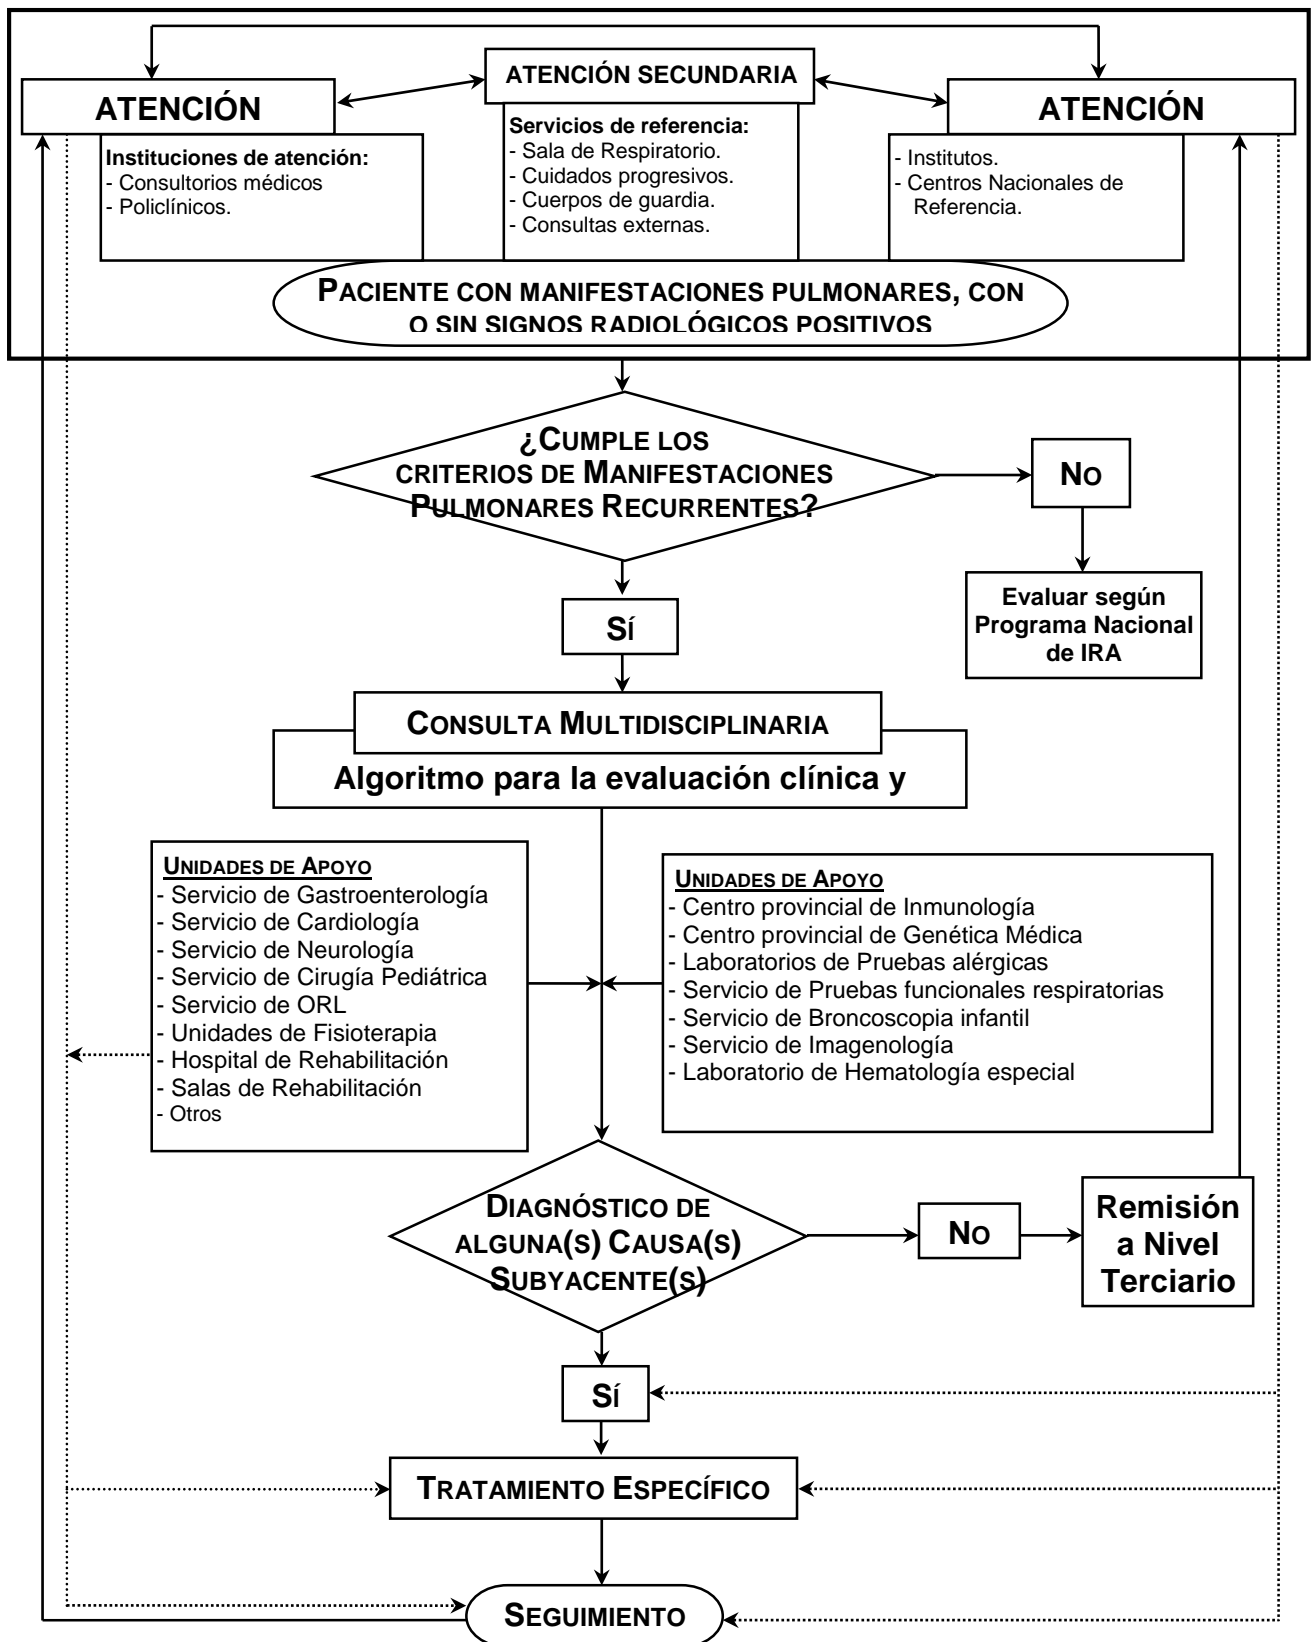 ATENCIÓN SECUNDARIA
ATENCIÓN
ATENCIÓN
Instituciones de atención:
- Consultorios médicos
- Policlínicos.
Servicios de referencia:
- Sala de Respiratorio.
- Cuidados progresivos.
- Cuerpos de guardia.
- Consultas externas.
- Institutos.
- Centros Nacionales de
Referencia.
PACIENTE CON MANIFESTACIONES PULMONARES, CON
O SIN SIGNOS RADIOLÓGICOS POSITIVOS
¿CUMPLE LOS
CRITERIOS DE MANIFESTACIONES
PULMONARES RECURRENTES?
NO
Evaluar según
Programa Nacional
de IRA
SÍ
CONSULTA MULTIDISCIPLINARIA
Algoritmo para la evaluación clínica y
UNIDADES DE APOYO
- Servicio de Gastroenterología
- Servicio de Cardiología
- Servicio de Neurología
- Servicio de Cirugía Pediátrica
- Servicio de ORL
- Unidades de Fisioterapia
- Hospital de Rehabilitación
- Salas de Rehabilitación
- Otros
UNIDADES DE APOYO
- Centro provincial de Inmunología
- Centro provincial de Genética Médica
- Laboratorios de Pruebas alérgicas
- Servicio de Pruebas funcionales respiratorias
- Servicio de Broncoscopia infantil
- Servicio de Imagenología
- Laboratorio de Hematología especial
DIAGNÓSTICO DE
ALGUNA(S) CAUSA(S)
SUBYACENTE(S)
NO
Remisión
a Nivel
Terciario
SÍ
TRATAMIENTO ESPECÍFICO
SEGUIMIENTO